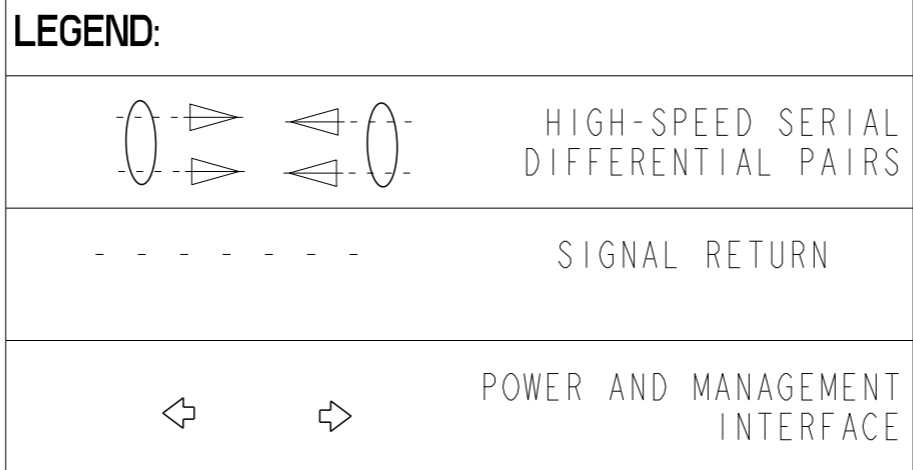 LEGEND:
HIGH-SPEED SERIAL
DIFFERENTIAL PAIRS
SIGNAL RETURN
POWER AND MANAGEMENT
INTERFACE